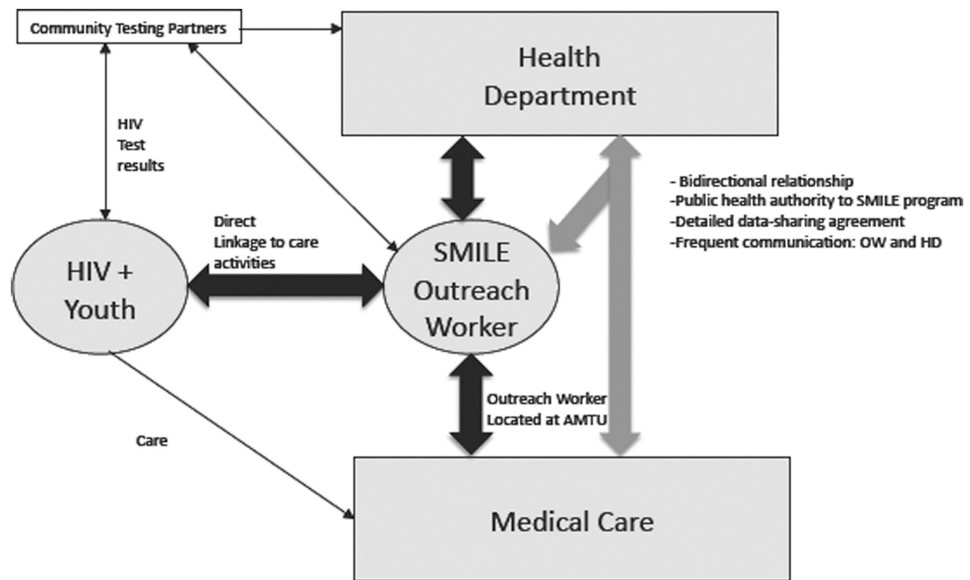 Community Testing Partners
Health
Department
HIV
Test
results
- Bidirectional relationship
-Public health authority to SMILE program
-Detailed data-sharing agreement
-Frequent communication: OW and HD
Direct
Linkage to care
activities
HIV +
Youth
SMILE
Outreach
Worker
Outreach Worker
Located at AMTU
Care
Medical Care